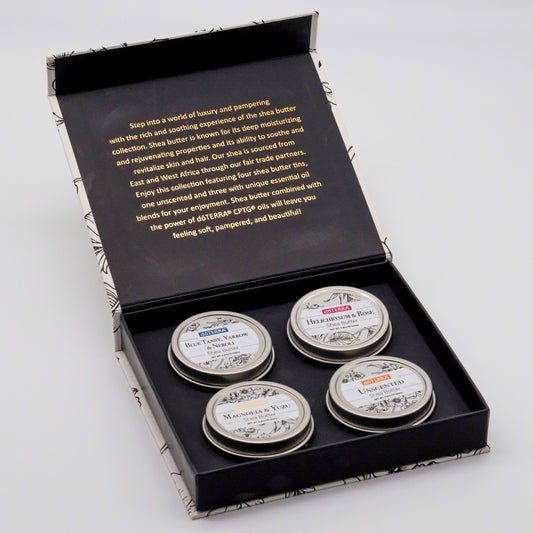 Step into a world of luxury and pampering
with the rich and soothing experience of the shea butter
collection. Shea butter is known for its deep moisturizing
and rejuvenating properties and its ability to soothe and
revitalize skin and hair. Our shea is sourced from
East and West Africa through our fair trade partners.
Enjoy this collection featuring four shea butter tins,
one unscented and three with unique essential oil
blends for your enjoyment. Shea butter combined with
the power of dōTERRA® CPTG® oils will leave you
feeling soft, pampered, and beautiful!
dōTERRA
Blue Tansy, Yarrow
& Neroli
Shea Butter
dōTERRA
Helichrysum & Rose
Shea Butter
Magnolia & Yuzu
Shea Butter
dōTERRA
Unscented
Shea Butter